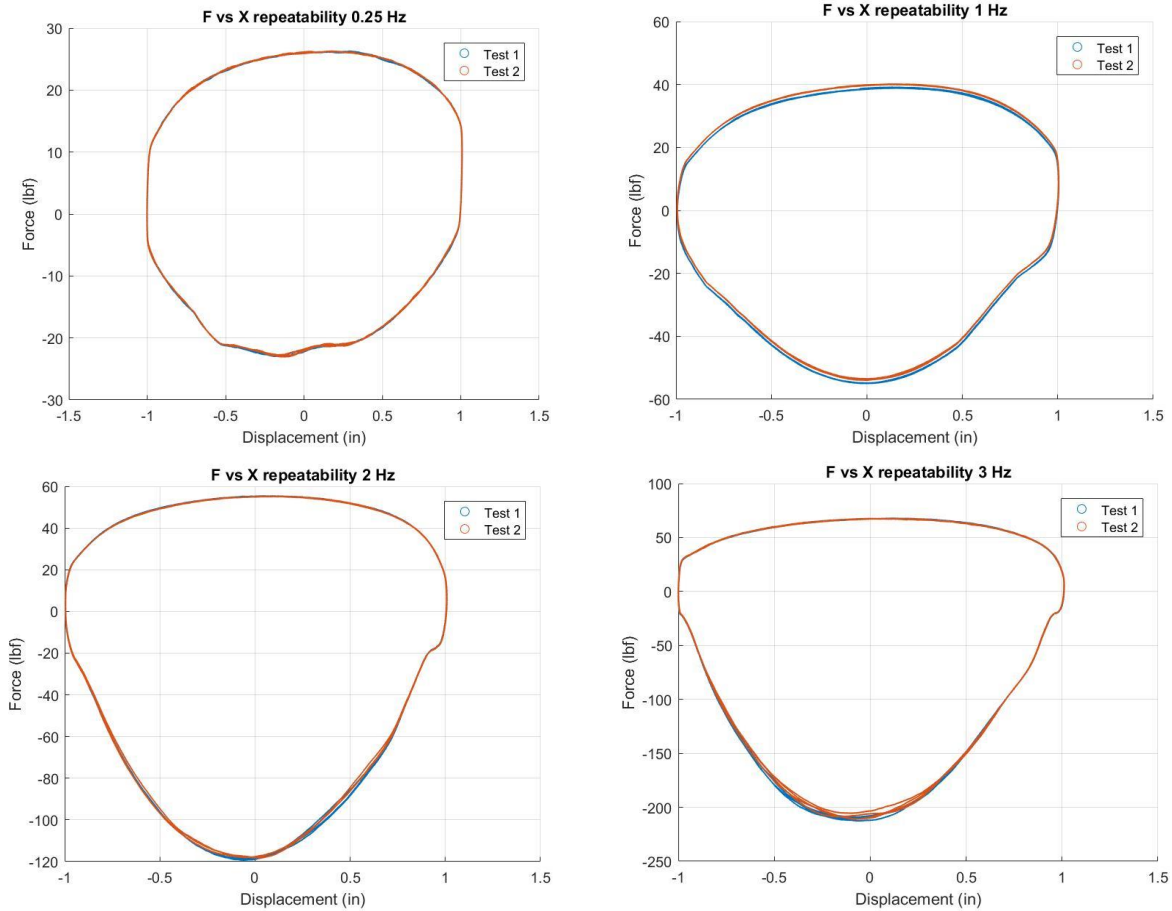 F vs X repeatability 0.25 Hz
30
20
10
0
-10
-20
-30
Force (lbf)
-1.5
-1
-0.5
0
0.5
1
1.5
Displacement (in)
Test 1
Test 2
F vs X repeatability 1 Hz
60
40
20
0
-20
-40
-60
Force (lbf)
-1
-0.5
0
0.5
1
1.5
Displacement (in)
Test 1
Test 2
F vs X repeatability 2 Hz
60
40
20
0
-20
-40
-60
-80
-100
-120
Force (lbf)
-1
-0.5
0
0.5
1
1.5
Displacement (in)
Test 1
Test 2
F vs X repeatability 3 Hz
100
50
0
-50
-100
-150
-200
-250
Force (lbf)
-1
-0.5
0
0.5
1
1.5
Displacement (in)
Test 1
Test 2